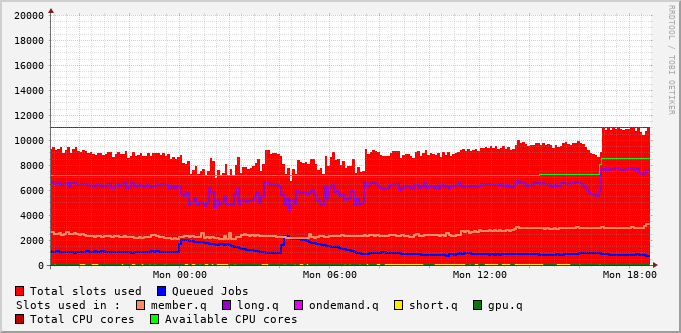 20000
18000
16000
14000
12000
10000
8000
6000
4000
2000
0
Mon 00:00 Mon 06:00 Mon 12:00 Mon 18:00
Total slots used Queued Jobs
Slots used in : member.q long.q ondemand.q short.q gpu.q
Total CPU cores Available CPU cores
RRDTOOL / TOBI OETIKER